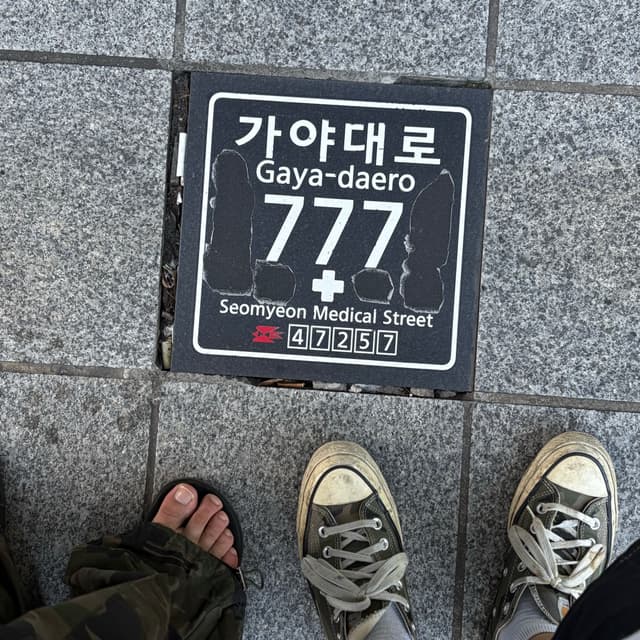 가야대로
Gaya-daero
777
Seomyeon Medical Street
47257